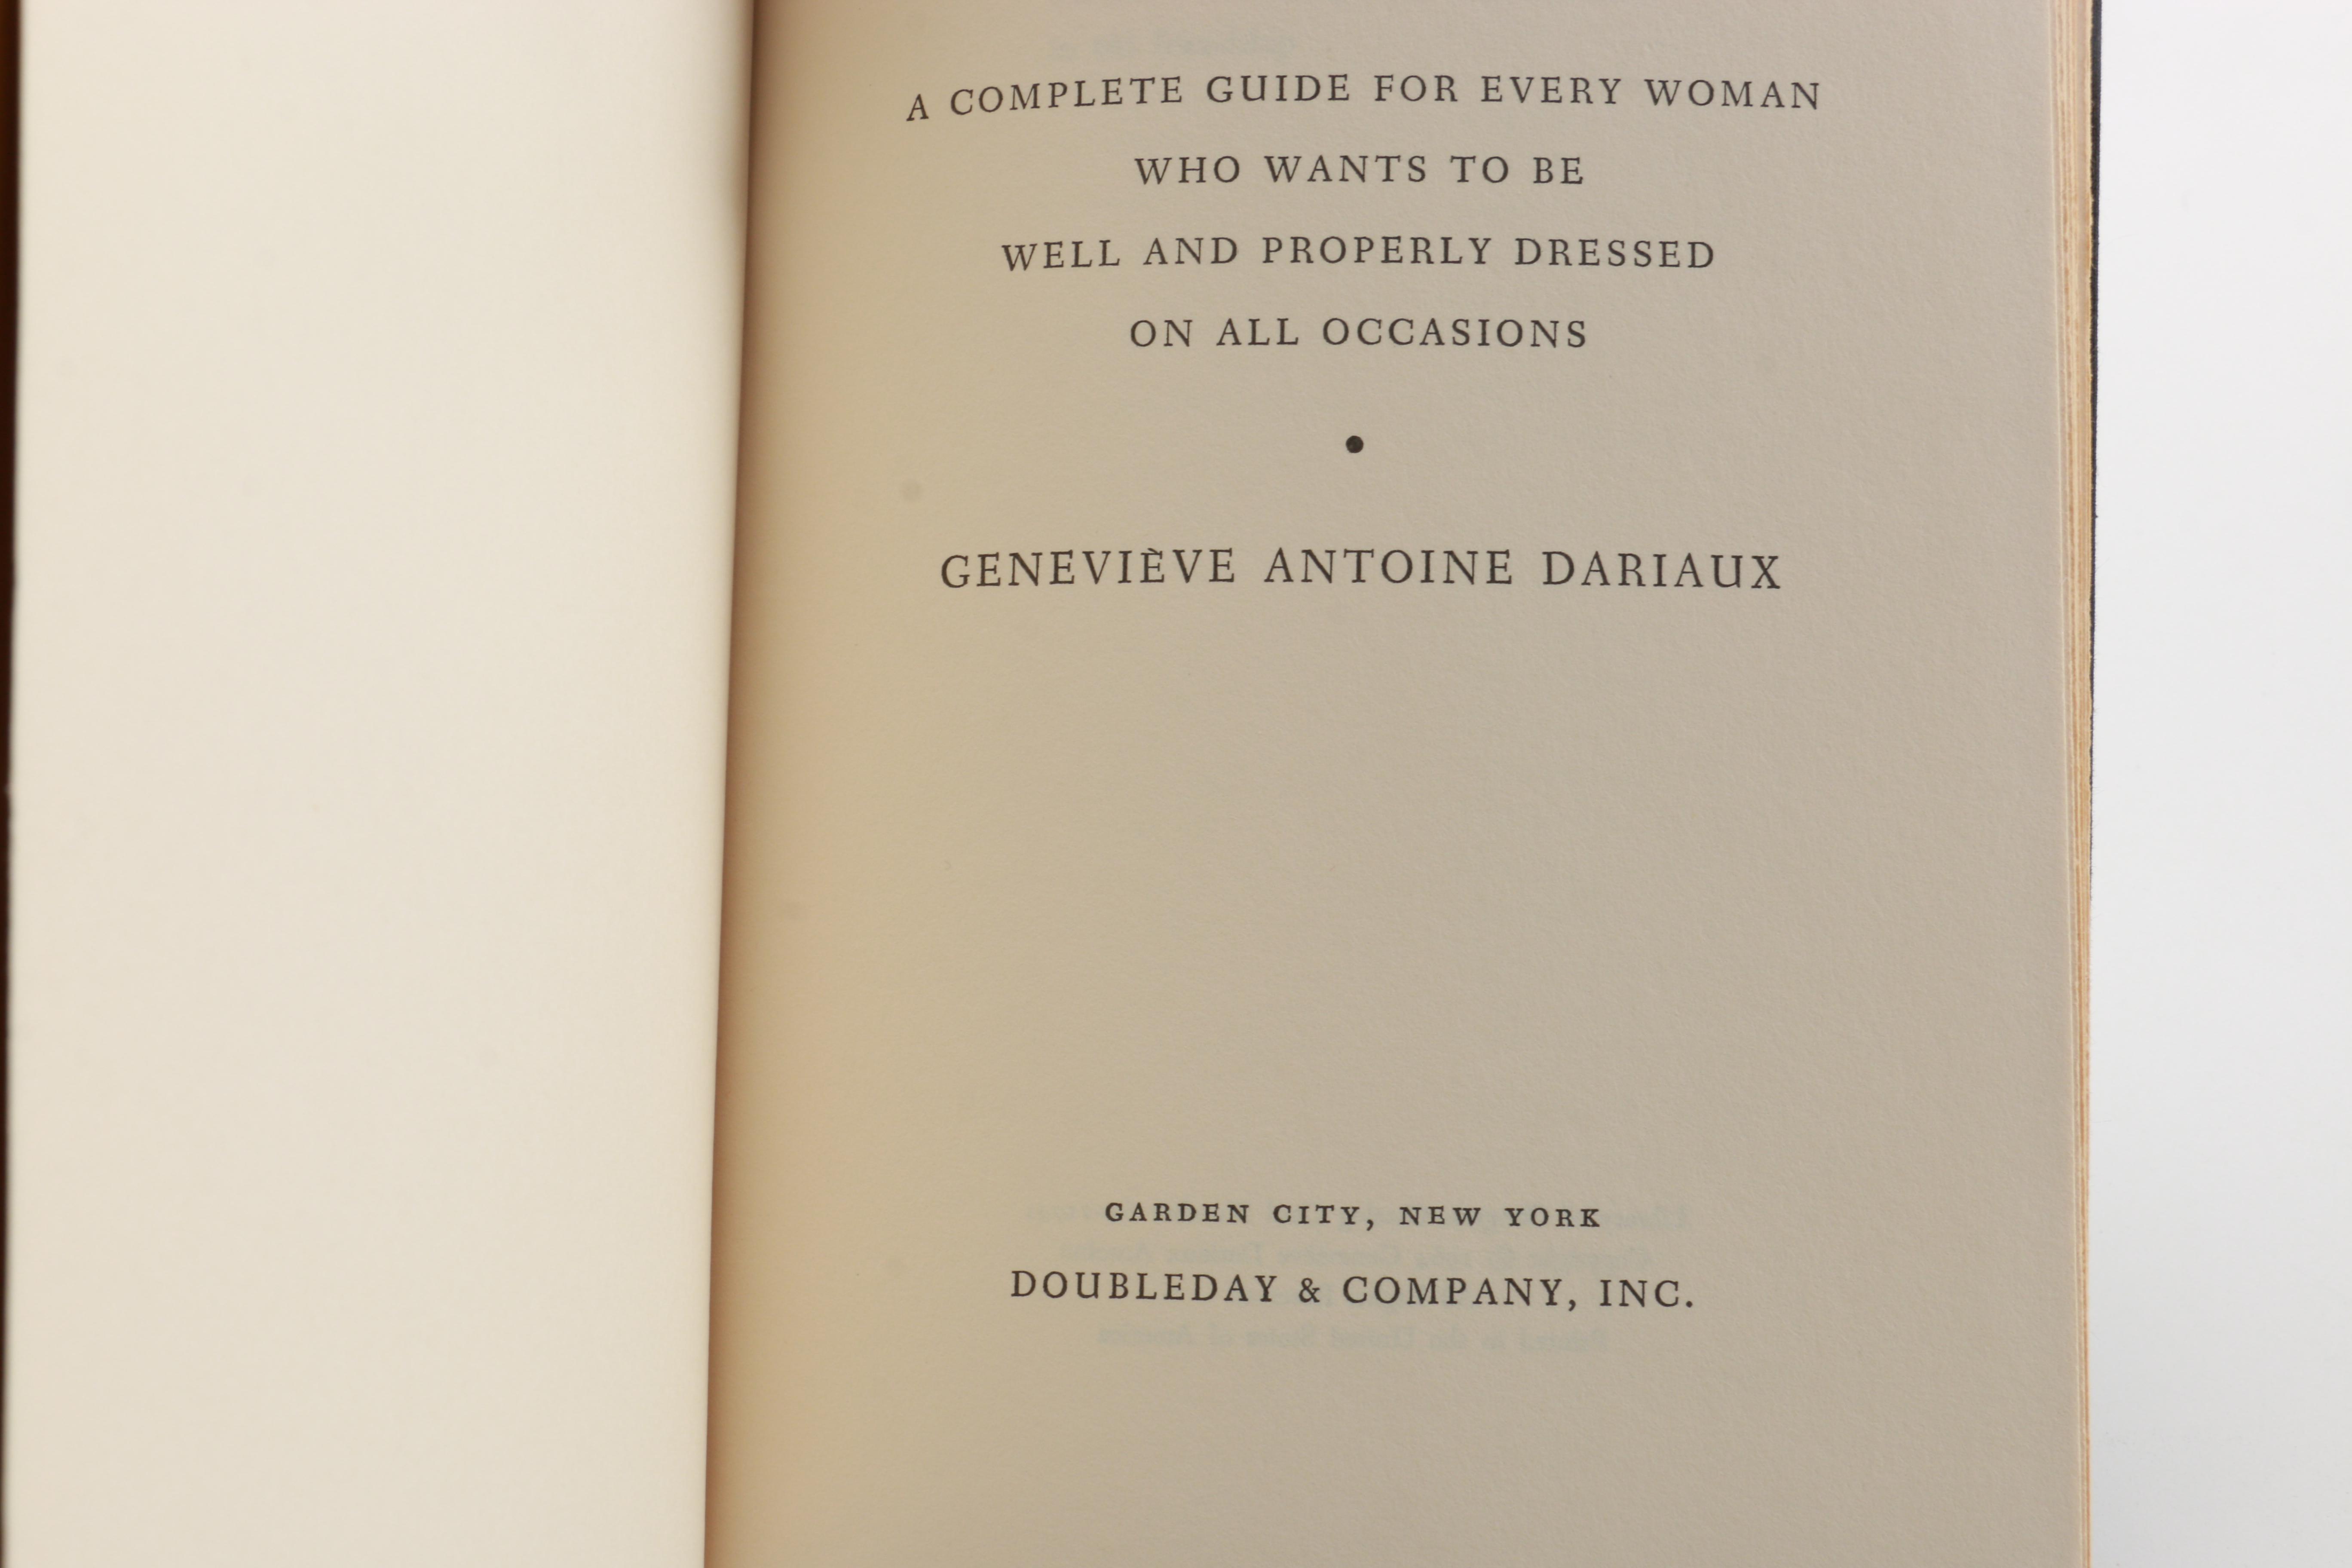 A COMPLETE GUIDE FOR EVERY WOMAN
WHO WANTS TO BE
WELL AND PROPERLY DRESSED
ON ALL OCCASIONS
•
GENEVIÈVE ANTOINE DARIAUX
GARDEN CITY, NEW YORK
DOUBLEDAY & COMPANY, INC.